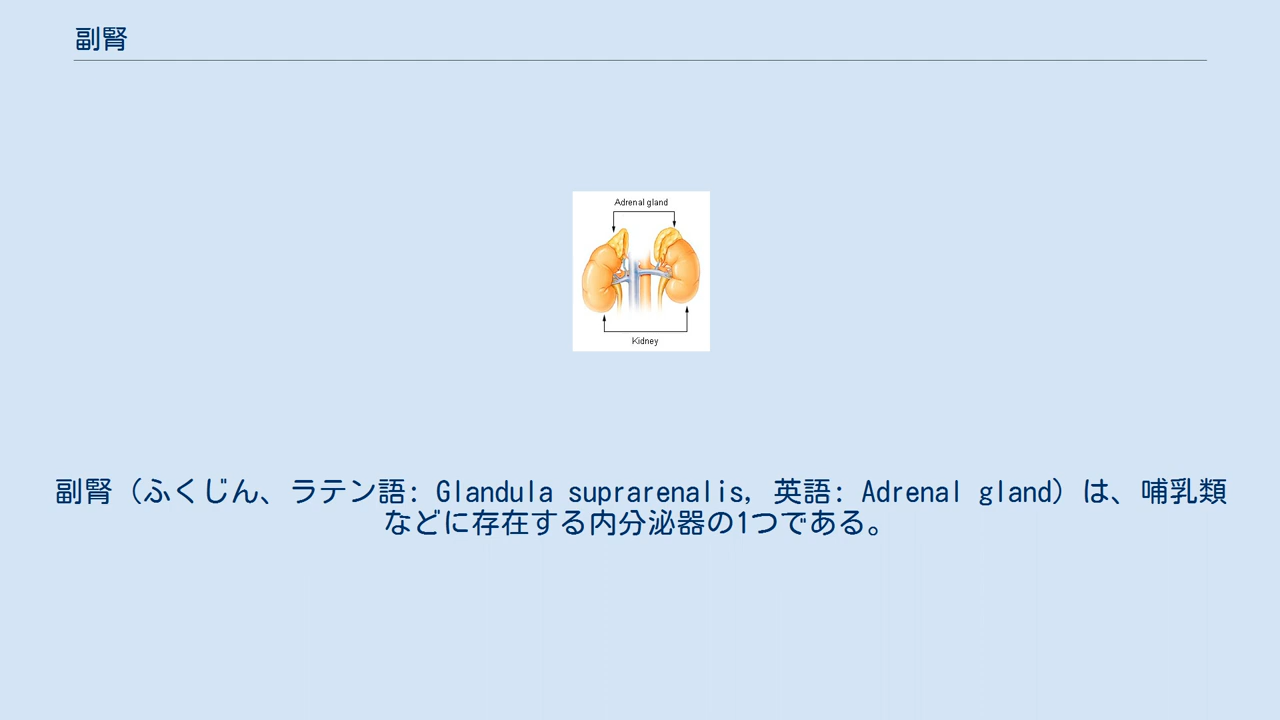 副腎
Adrenal gland
Kidney
副腎（ふくじん、ラテン語: Glandula suprarenalis, 英語: Adrenal gland）は、哺乳類
などに存在する内分泌器の1つである。